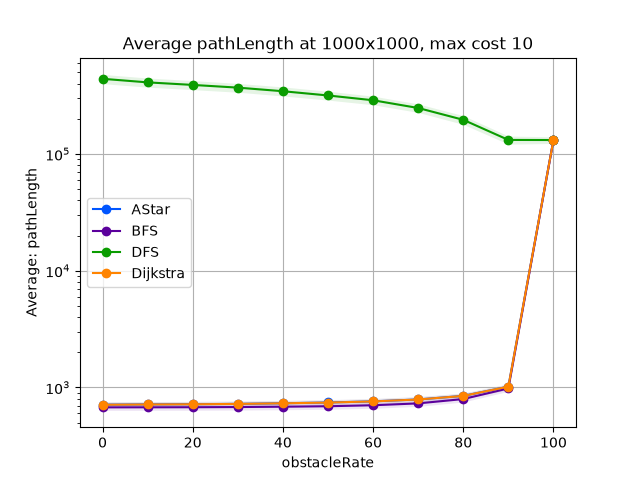 Average pathLength at 1000x1000, max cost 10
Average: pathLength
10^5
10^4
10^3
AStar
BFS
DFS
Dijkstra
0 20 40 60 80 100
obstacleRate